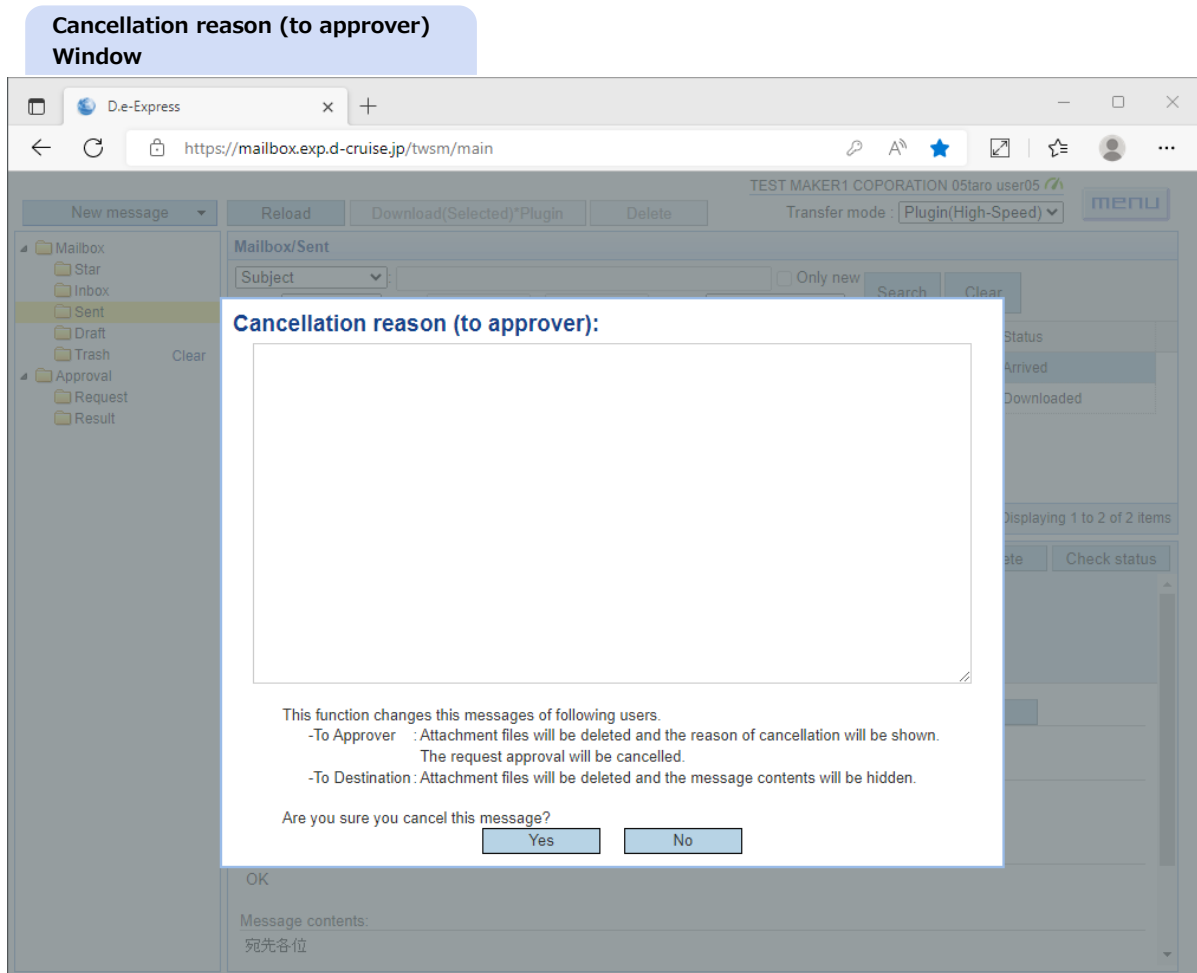 Cancellation reason (to approver)
Window
D.e-Express
https://mailbox.exp.d-cruise.jp/twsm/main
TEST MAKER1 COPORATION 05taro user05
New message
Reload
Download(Selected)*Plugin
Delete
Transfer mode : Plugin(High-Speed)
menu
Mailbox
Star
Inbox
Sent
Draft
Trash Clear
Approval
Request
Result
Mailbox/Sent
Subject : Only new
Search Clear
Status
Arrived
Downloaded
Displaying 1 to 2 of 2 items
Check status
Cancellation reason (to approver):
This function changes this messages of following users.
-To Approver : Attachment files will be deleted and the reason of cancellation will be shown.
The request approval will be cancelled.
-To Destination : Attachment files will be deleted and the message contents will be hidden.
Are you sure you cancel this message?
Yes No
OK
Message contents:
宛先各位